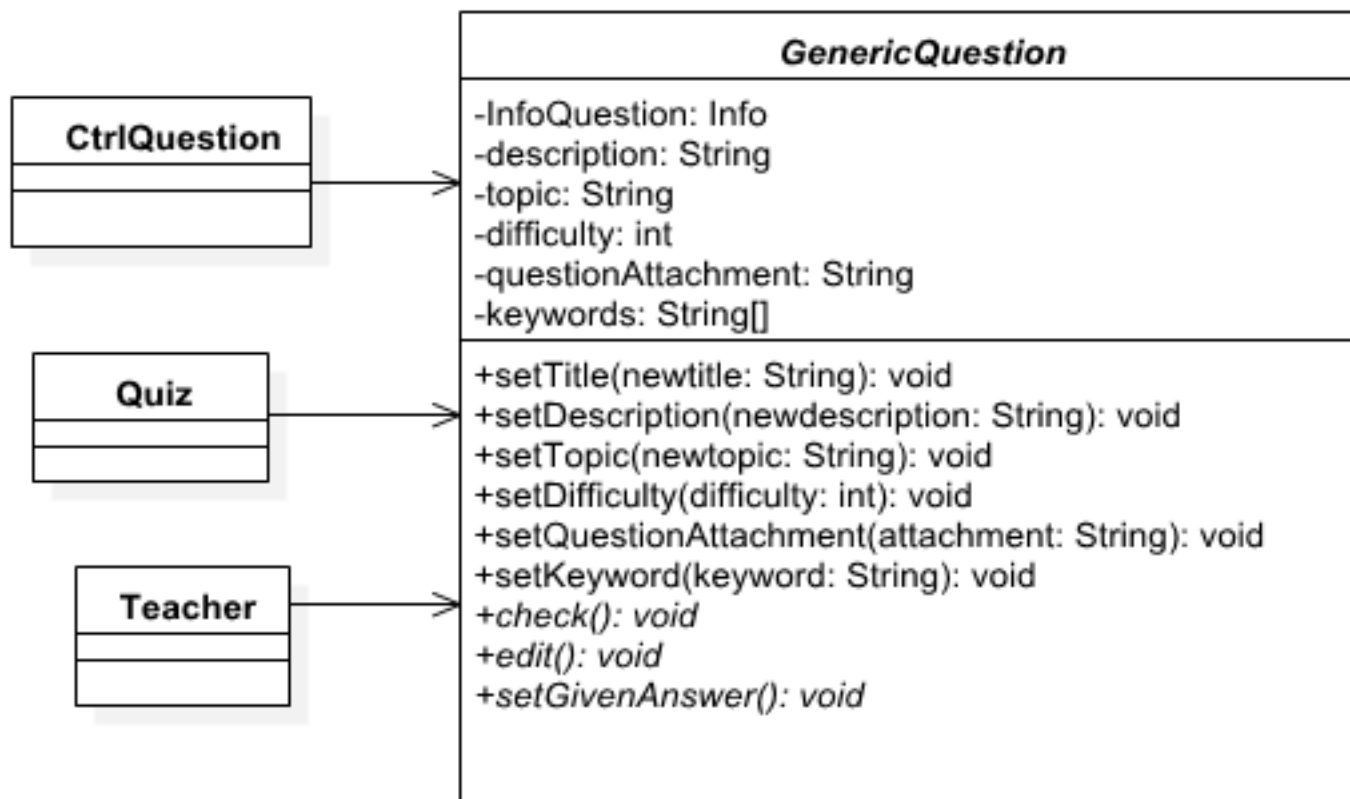 GenericQuestion
CtrlQuestion
-InfoQuestion: Info
-description: String
-topic: String
-difficulty: int
-questionAttachment: String
-keywords: String[]
Quiz
Teacher
+setTitle(newtitle: String): void
+setDescription(newdescription: String): void
+setTopic(newtopic: String): void
+setDifficulty(difficulty: int): void
+setQuestionAttachment(attachment: String): void
+setKeyword(keyword: String): void
+check(): void
+edit(): void
+setGivenAnswer(): void